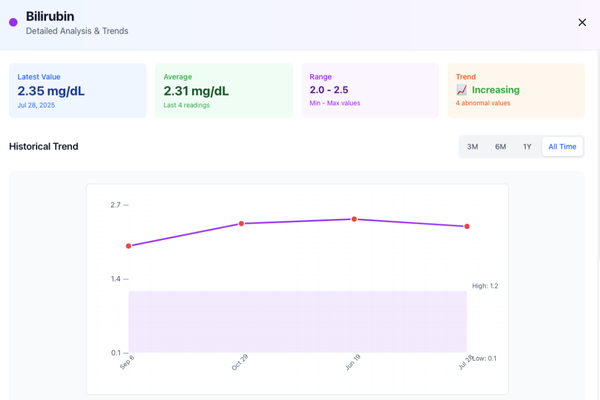 Bilirubin
Detailed Analysis & Trends
Latest Value
2.35 mg/dL
Jul 28, 2025
Average
2.31 mg/dL
Last 4 readings
Range
2.0 - 2.5
Min - Max values
Trend
📈 Increasing
4 abnormal values
Historical Trend
3M 6M 1Y All Time
2.7
1.4
High: 1.2
0.1
Low: 0.1
Sep 6 Oct 29 Jun 19 Jul 28